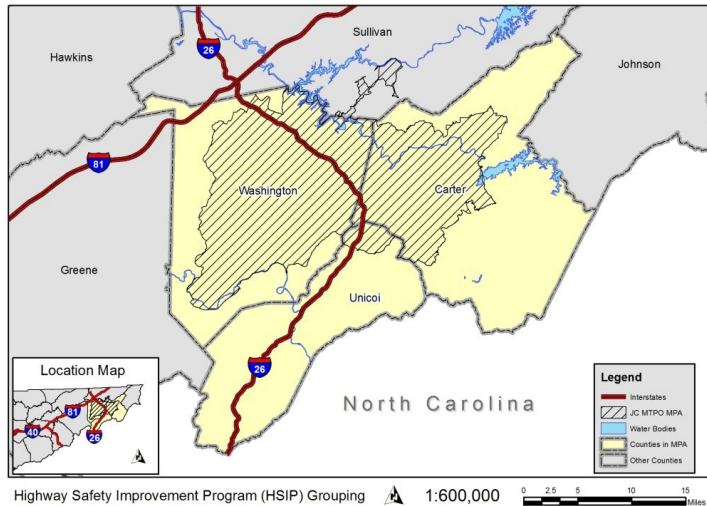 Sullivan
26
Hawkins
Johnson
81
Washington
Carter
Greene
Unicoi
26
North Carolina
Location Map
81
40
26
Legend
Interstates
JC MTPO MPA
Water Bodies
Counties in MPA
Other Counties
Highway Safety Improvement Program (HSIP) Grouping 1:600,000
0 2.5 5 10 15
Miles